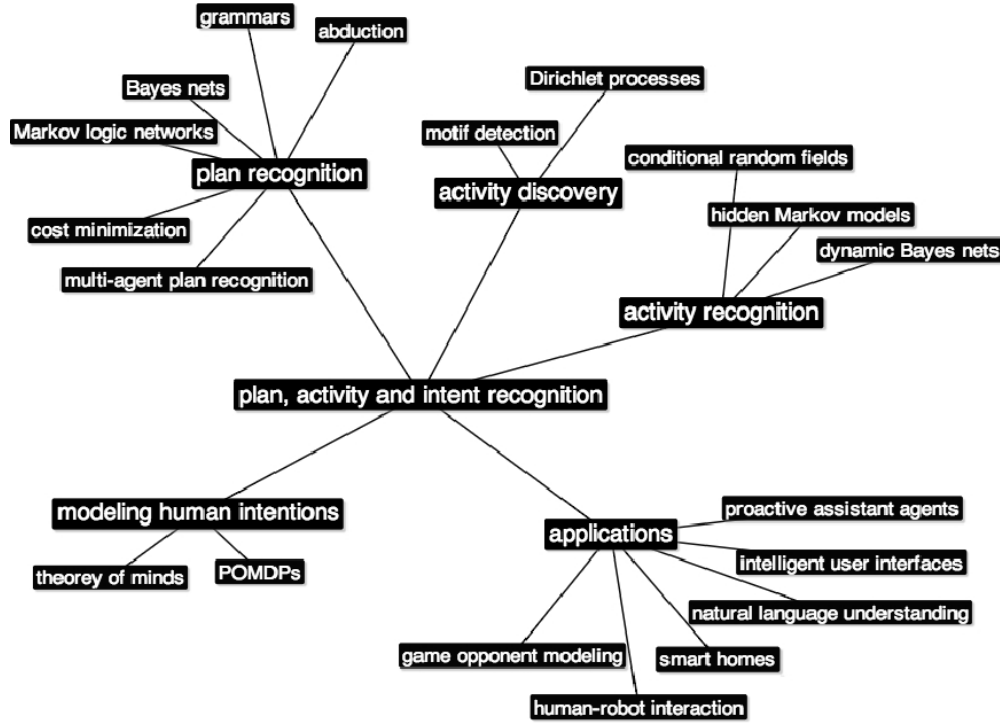 grammars
abduction
Bayes nets
Dirichlet processes
Markov logic networks
motif detection
conditional random fields
plan recognition
activity discovery
hidden Markov models
cost minimization
dynamic Bayes nets
multi-agent plan recognition
activity recognition
plan, activity and intent recognition
modeling human intentions
proactive assistant agents
applications
intelligent user interfaces
theorey of minds
POMDPs
natural language understanding
game opponent modeling
smart homes
human-robot interaction